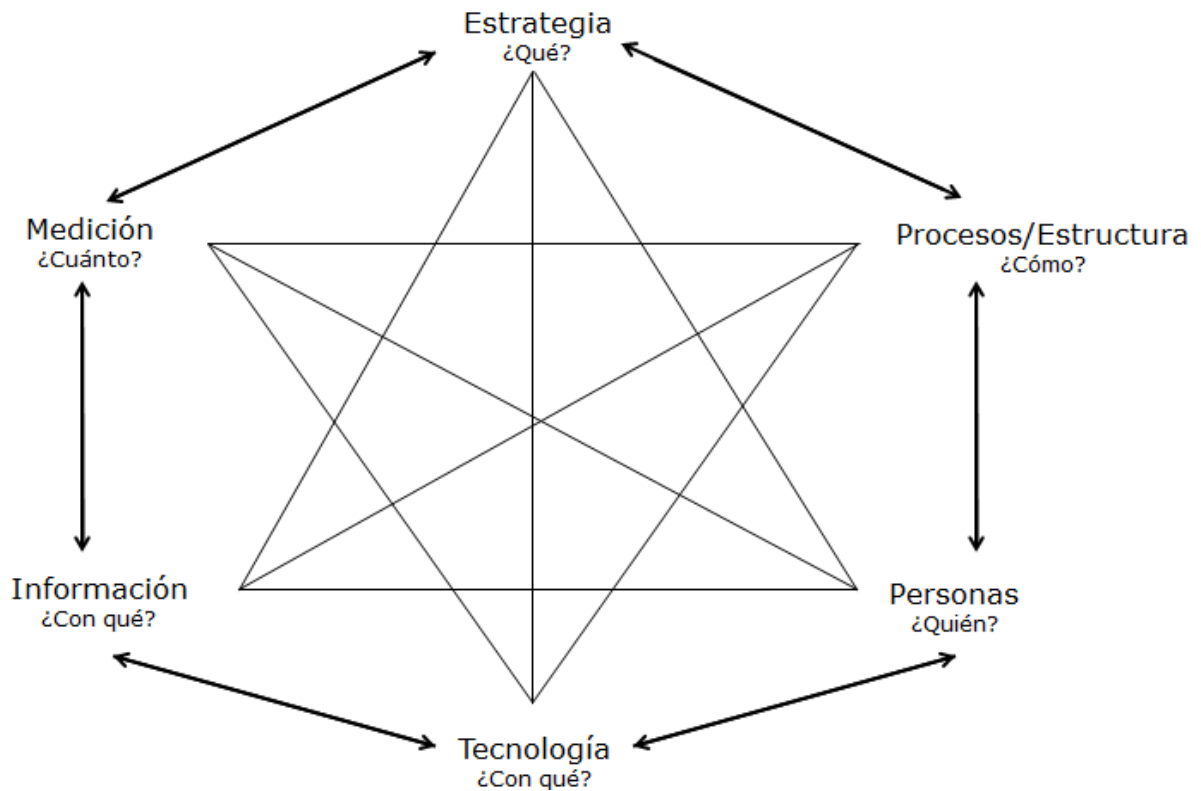 Estrategia
¿Qué?
Medición
¿Cuánto?
Procesos/Estructura
¿Cómo?
Información
¿Con qué?
Personas
¿Quién?
Tecnología
¿Con qué?